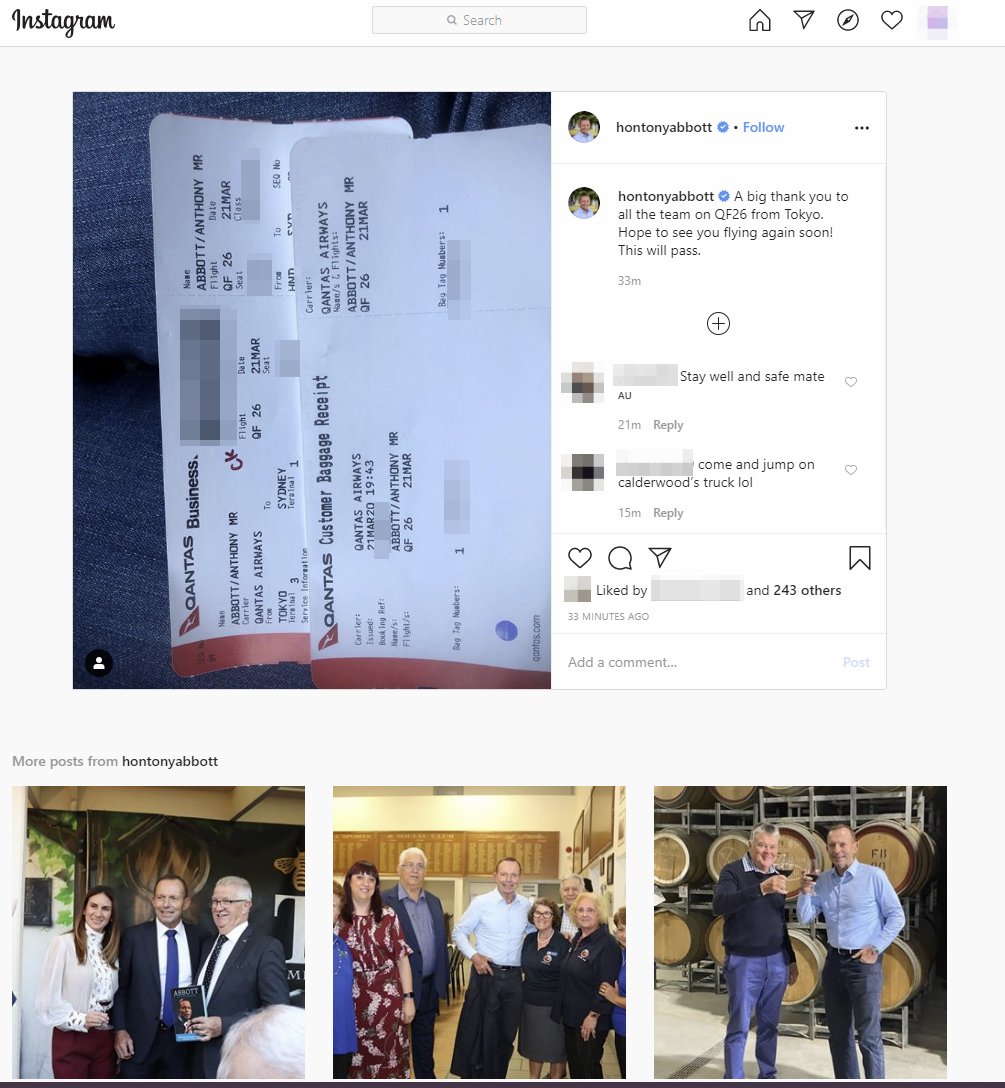 Instagram
Search
Name
ABBOTT/ANTHONY MR
Flight
Date
QF 26
21MAR
Seat
Class
From
To
SEQ No
HND
Flight
Date
QF 26
21MAR
Seat
CK
QANTAS Business.
Name
ABBOTT/ANTHONY MR
Carrier
QANTAS AIRWAYS
From
To
TOKYO
SYDNEY
Terminal 3
Terminal 1
Service Information
Carrier:
QANTAS AIRWAYS
Name/s & Flights:
ABBOTT/ANTHONY MR
QF 26 21MAR
Bag Tag Numbers: 1
QANTAS Customer Baggage Receipt
Carrier: QANTAS AIRWAYS
Issued: 21MAR20 19:43
Booking Ref:
Name/s: ABBOTT/ANTHONY MR
Flight/s: QF 26 21MAR
Bag Tag Numbers: 1
qantas.com
hontonyabbott • Follow
hontonyabbott A big thank you to
all the team on QF26 from Tokyo.
Hope to see you flying again soon!
This will pass.
33m
Stay well and safe mate
AU
21m Reply
come and jump on
calderwood's truck lol
15m Reply
Liked by and 243 others
33 MINUTES AGO
Add a comment... Post
More posts from hontonyabbott
ABBOTT
SPORTS & SOCIAL CLUB